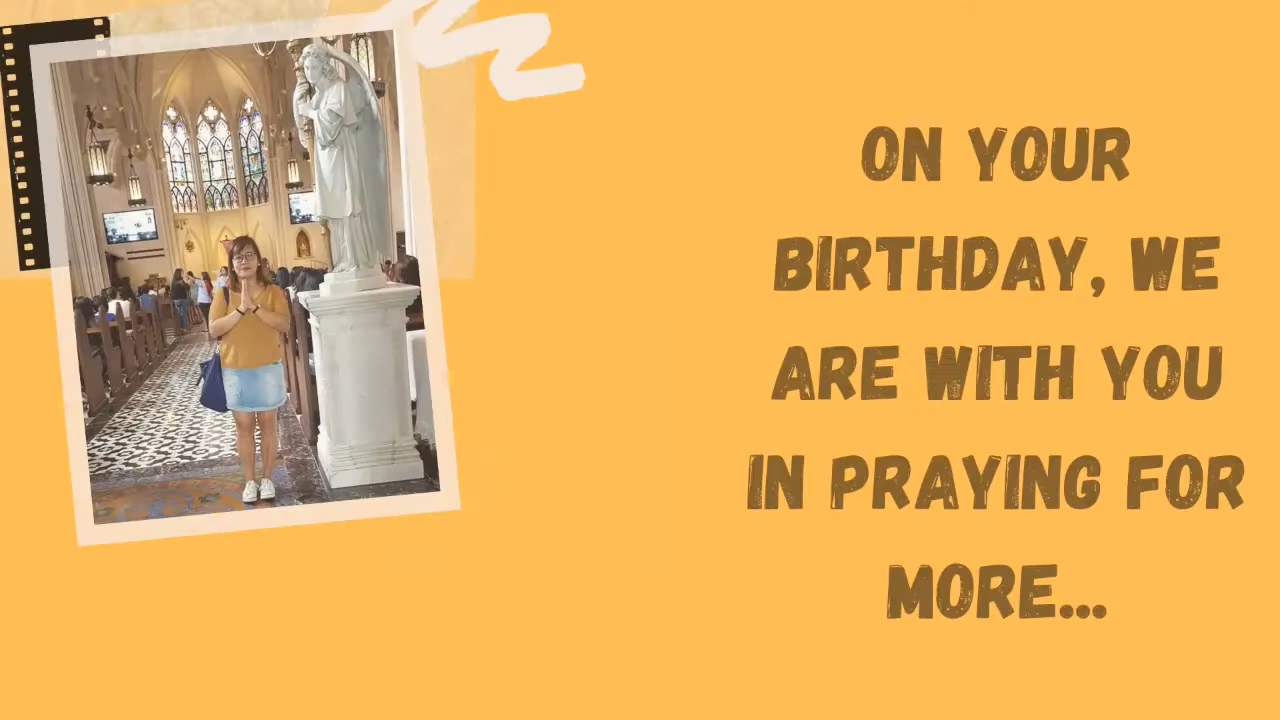 ON YOUR
BIRTHDAY, WE
ARE WITH YOU
IN PRAYING FOR
MORE...